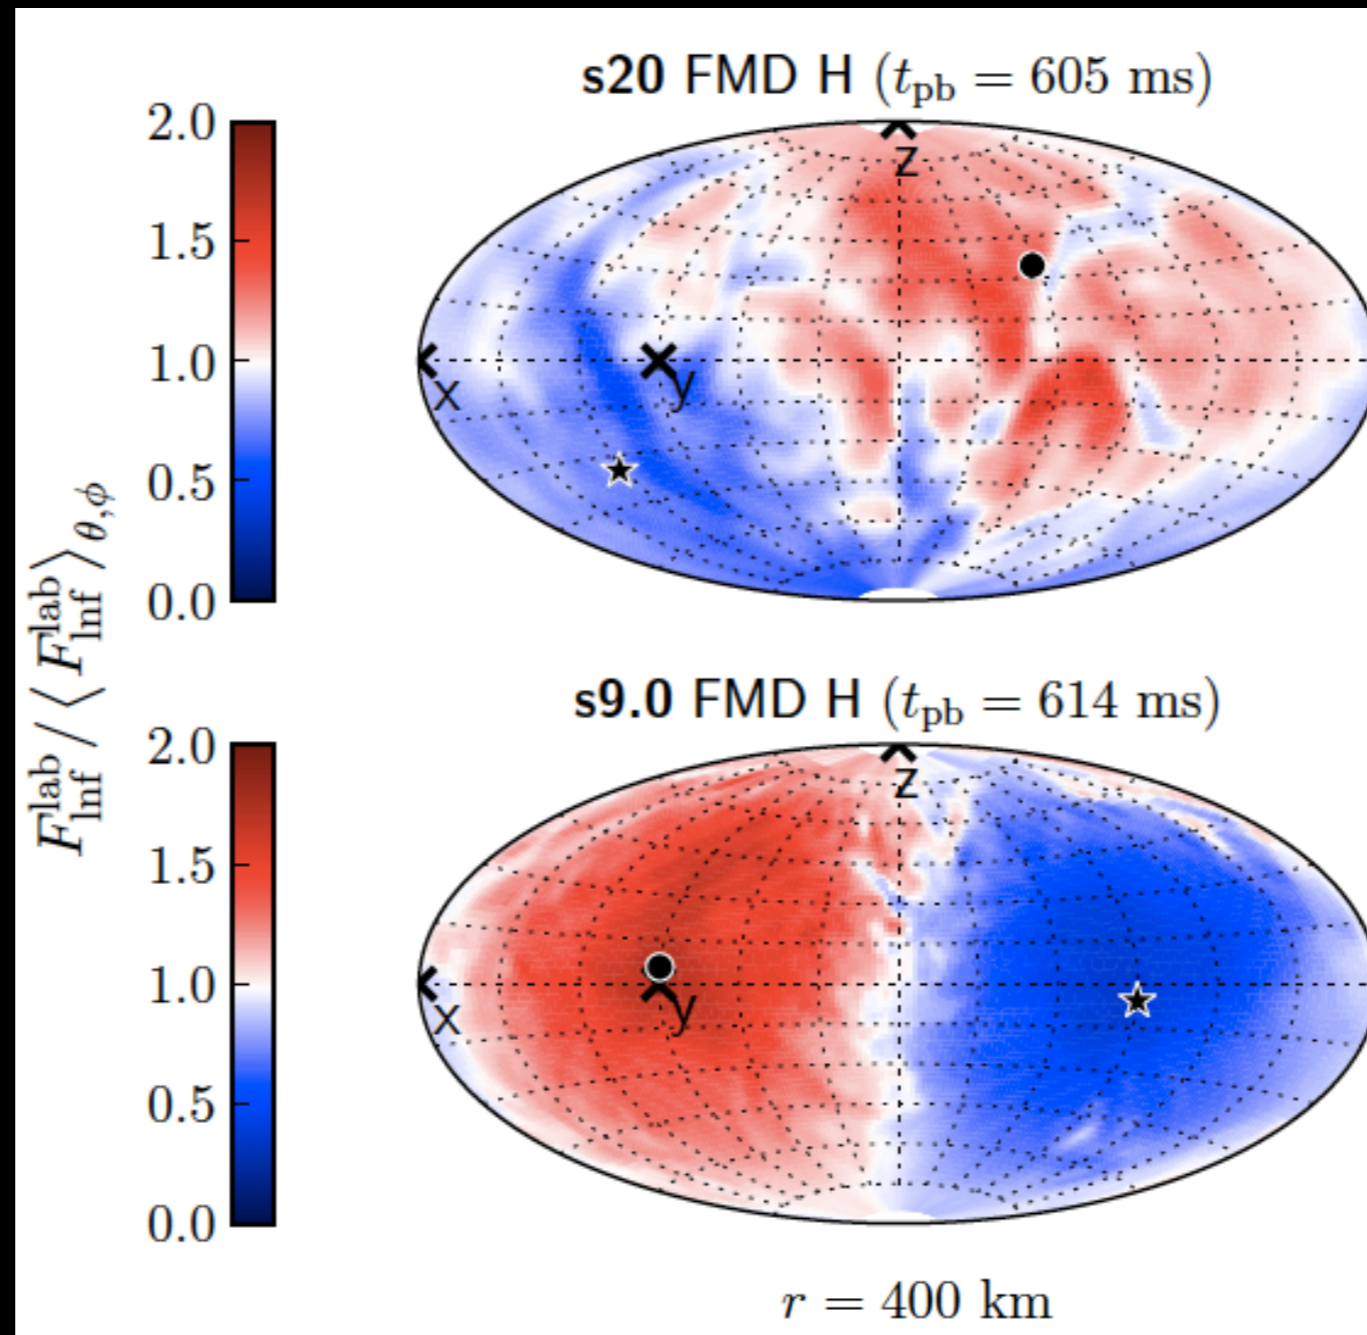 s20 FMD H (t_pb = 605 ms)
2.0
1.5
1.0
0.5
0.0
z
y
x
F_lnf^lab / ⟨F_lnf^lab⟩_θ,ϕ
s9.0 FMD H (t_pb = 614 ms)
2.0
1.5
1.0
0.5
0.0
z
y
x
r = 400 km